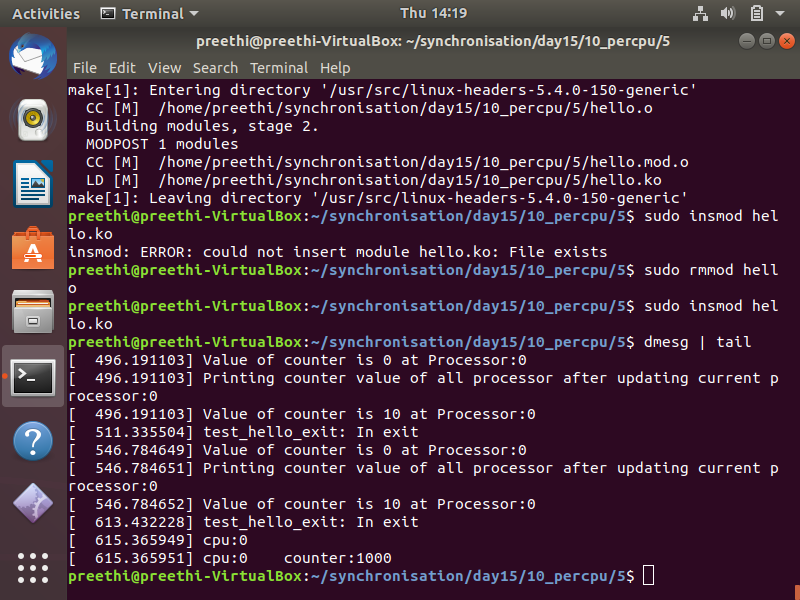 Activities Terminal Thu 14:19
preethi@preethi-VirtualBox: ~/synchronisation/day15/10_percpu/5
File Edit View Search Terminal Help
make[1]: Entering directory '/usr/src/linux-headers-5.4.0-150-generic'
  CC [M]  /home/preethi/synchronisation/day15/10_percpu/5/hello.o
  Building modules, stage 2.
  MODPOST 1 modules
  CC [M]  /home/preethi/synchronisation/day15/10_percpu/5/hello.mod.o
  LD [M]  /home/preethi/synchronisation/day15/10_percpu/5/hello.ko
make[1]: Leaving directory '/usr/src/linux-headers-5.4.0-150-generic'
preethi@preethi-VirtualBox:~/synchronisation/day15/10_percpu/5$ sudo insmod hel
lo.ko
insmod: ERROR: could not insert module hello.ko: File exists
preethi@preethi-VirtualBox:~/synchronisation/day15/10_percpu/5$ sudo rmmod hell
o
preethi@preethi-VirtualBox:~/synchronisation/day15/10_percpu/5$ sudo insmod hel
lo.ko
preethi@preethi-VirtualBox:~/synchronisation/day15/10_percpu/5$ dmesg | tail
[  496.191103] Value of counter is 0 at Processor:0
[  496.191103] Printing counter value of all processor after updating current p
rocessor:0
[  496.191103] Value of counter is 10 at Processor:0
[  511.335504] test_hello_exit: In exit
[  546.784649] Value of counter is 0 at Processor:0
[  546.784651] Printing counter value of all processor after updating current p
rocessor:0
[  546.784652] Value of counter is 10 at Processor:0
[  613.432228] test_hello_exit: In exit
[  615.365949] cpu:0
[  615.365951] cpu:0    counter:1000
preethi@preethi-VirtualBox:~/synchronisation/day15/10_percpu/5$